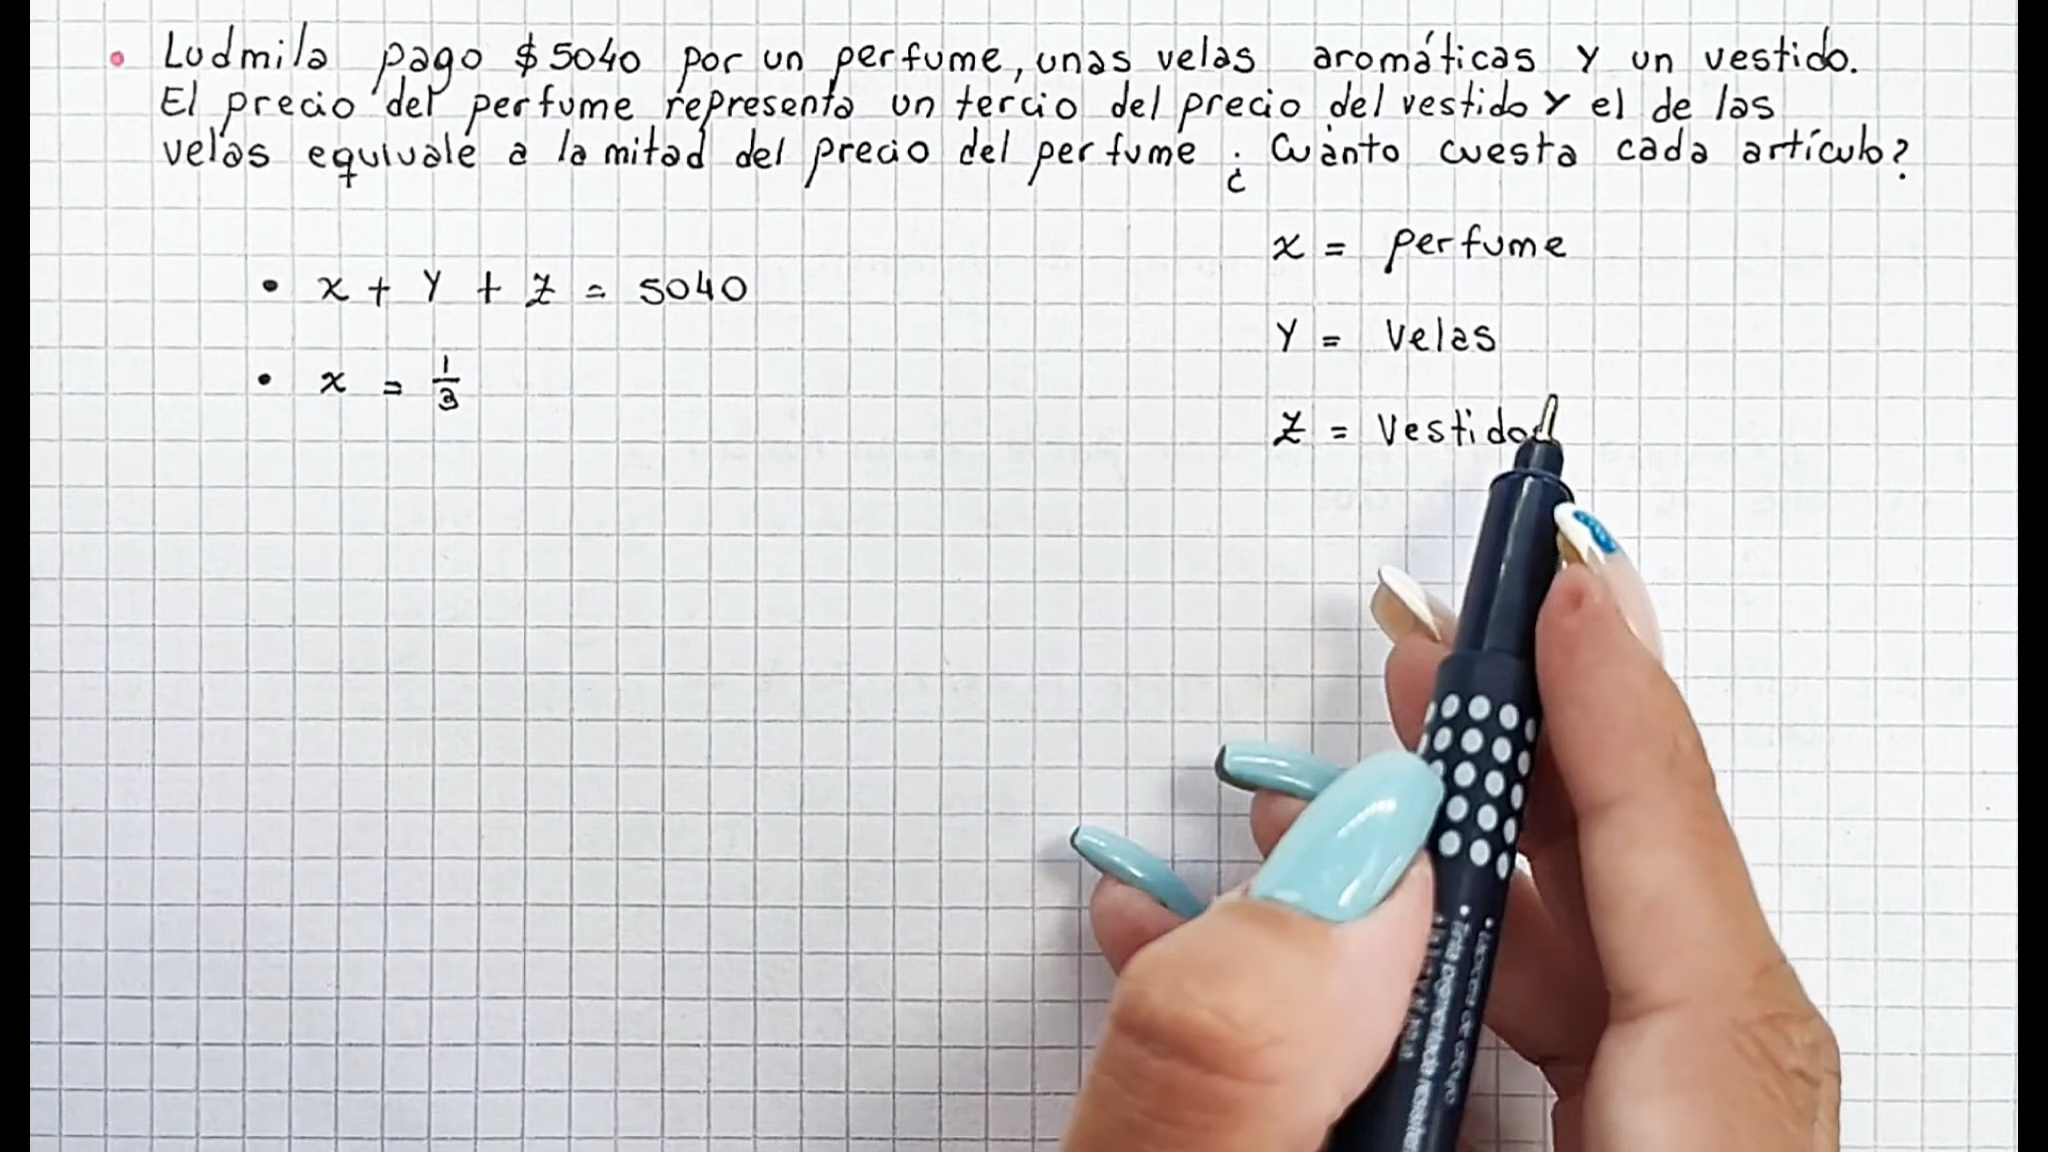 Ludmila pago $5040 por un perfume, unas velas aromáticas y un vestido.
El precio del perfume representa un tercio del precio del vestido y el de las
velas equivale a la mitad del precio del perfume ¿Cuánto cuesta cada artículo?
x = perfume
• x + y + z = 5040
y = velas
• x = 1/3
z = vestido